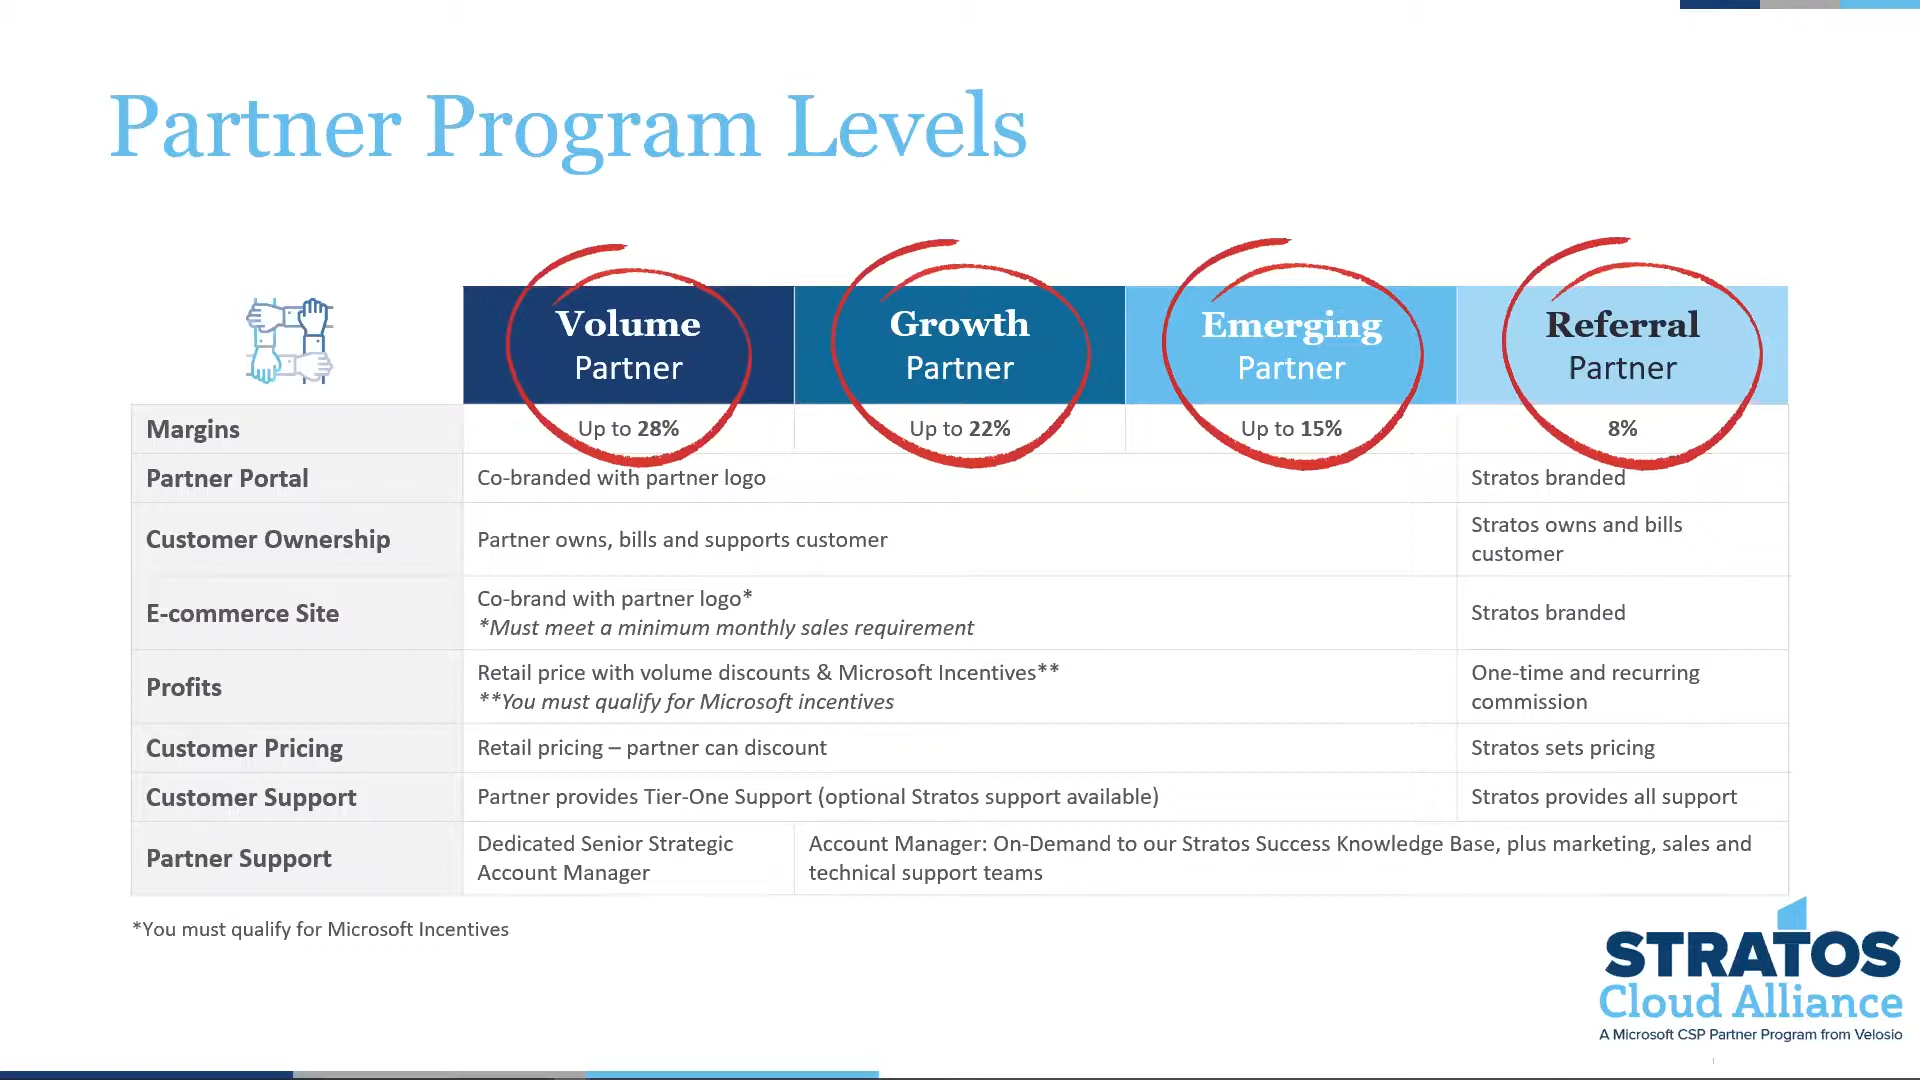 Partner Program Levels
Volume
Partner
Growth
Partner
Emerging
Partner
Referral
Partner
Margins
Up to 28%
Up to 22%
Up to 15%
8%
Partner Portal
Co-branded with partner logo
Stratos branded
Customer Ownership
Partner owns, bills and supports customer
Stratos owns and bills
customer
E-commerce Site
Co-brand with partner logo*
*Must meet a minimum monthly sales requirement
Stratos branded
Profits
Retail price with volume discounts & Microsoft Incentives**
**You must qualify for Microsoft incentives
One-time and recurring
commission
Customer Pricing
Retail pricing – partner can discount
Stratos sets pricing
Customer Support
Partner provides Tier-One Support (optional Stratos support available)
Stratos provides all support
Partner Support
Dedicated Senior Strategic
Account Manager
Account Manager: On-Demand to our Stratos Success Knowledge Base, plus marketing, sales and
technical support teams
*You must qualify for Microsoft Incentives
STRATOS
Cloud Alliance
A Microsoft CSP Partner Program from Velosio